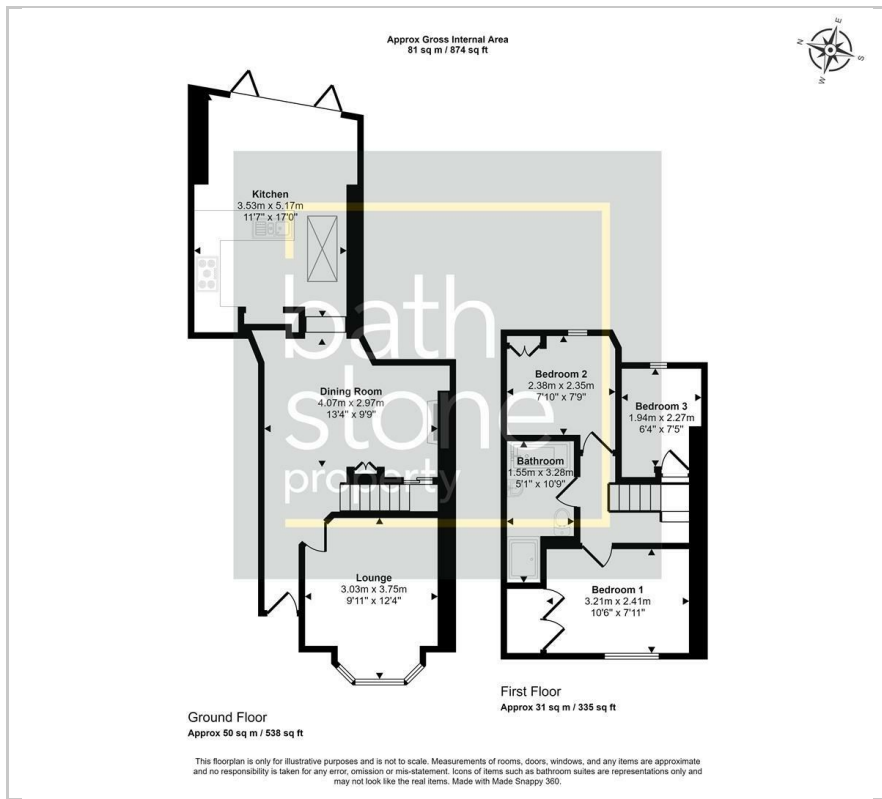 Approx Gross Internal Area
81 sq m / 874 sq ft
N
E
S
W
Kitchen
3.53m x 5.17m
11'7" x 17'0"
bath
stone
property
Dining Room
4.07m x 2.97m
13'4" x 9'9"
Lounge
3.03m x 3.75m
9'11" x 12'4"
Bedroom 2
2.38m x 2.35m
7'10" x 7'9"
Bedroom 3
1.94m x 2.27m
6'4" x 7'5"
Bathroom
1.55m x 3.28m
5'1" x 10'9"
Bedroom 1
3.21m x 2.41m
10'6" x 7'11"
Ground Floor
Approx 50 sq m / 538 sq ft
First Floor
Approx 31 sq m / 335 sq ft
This floorplan is only for illustrative purposes and is not to scale. Measurements of rooms, doors, windows, and any items are approximate
and no responsibility is taken for any error, omission or mis-statement. Icons of items such as bathroom suites are representations only and
may not look like the real items. Made with Made Snappy 360.